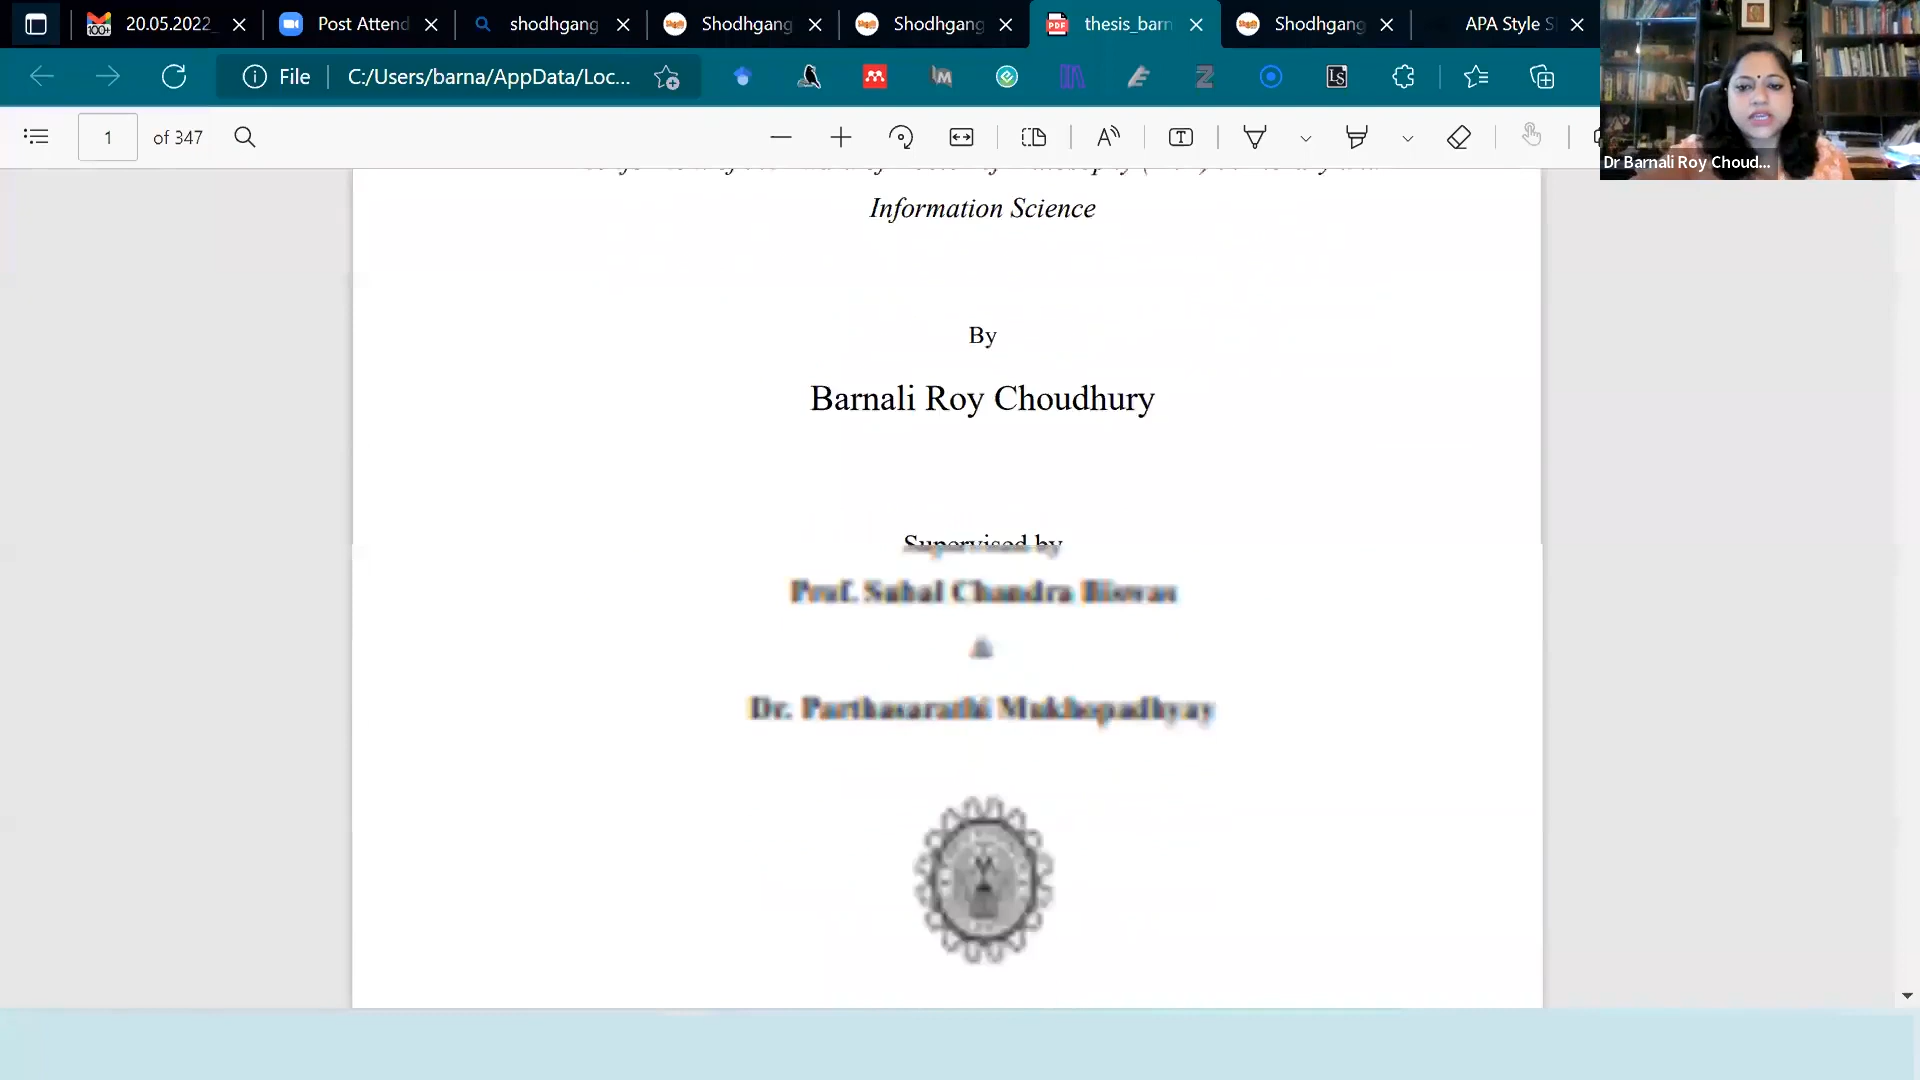 20.05.2022_
Post Attend
shodhgang
Shodhgang
Shodhgang
thesis_barn
Shodhgang
APA Style S
File
C:/Users/barna/AppData/Loc...
1
of 347
Dr Barnali Roy Choud...
Information Science
By
Barnali Roy Choudhury
Supervised by
Prof. Subal Chandra Biswas
&
Dr. Parthasarathi Mukhopadhyay